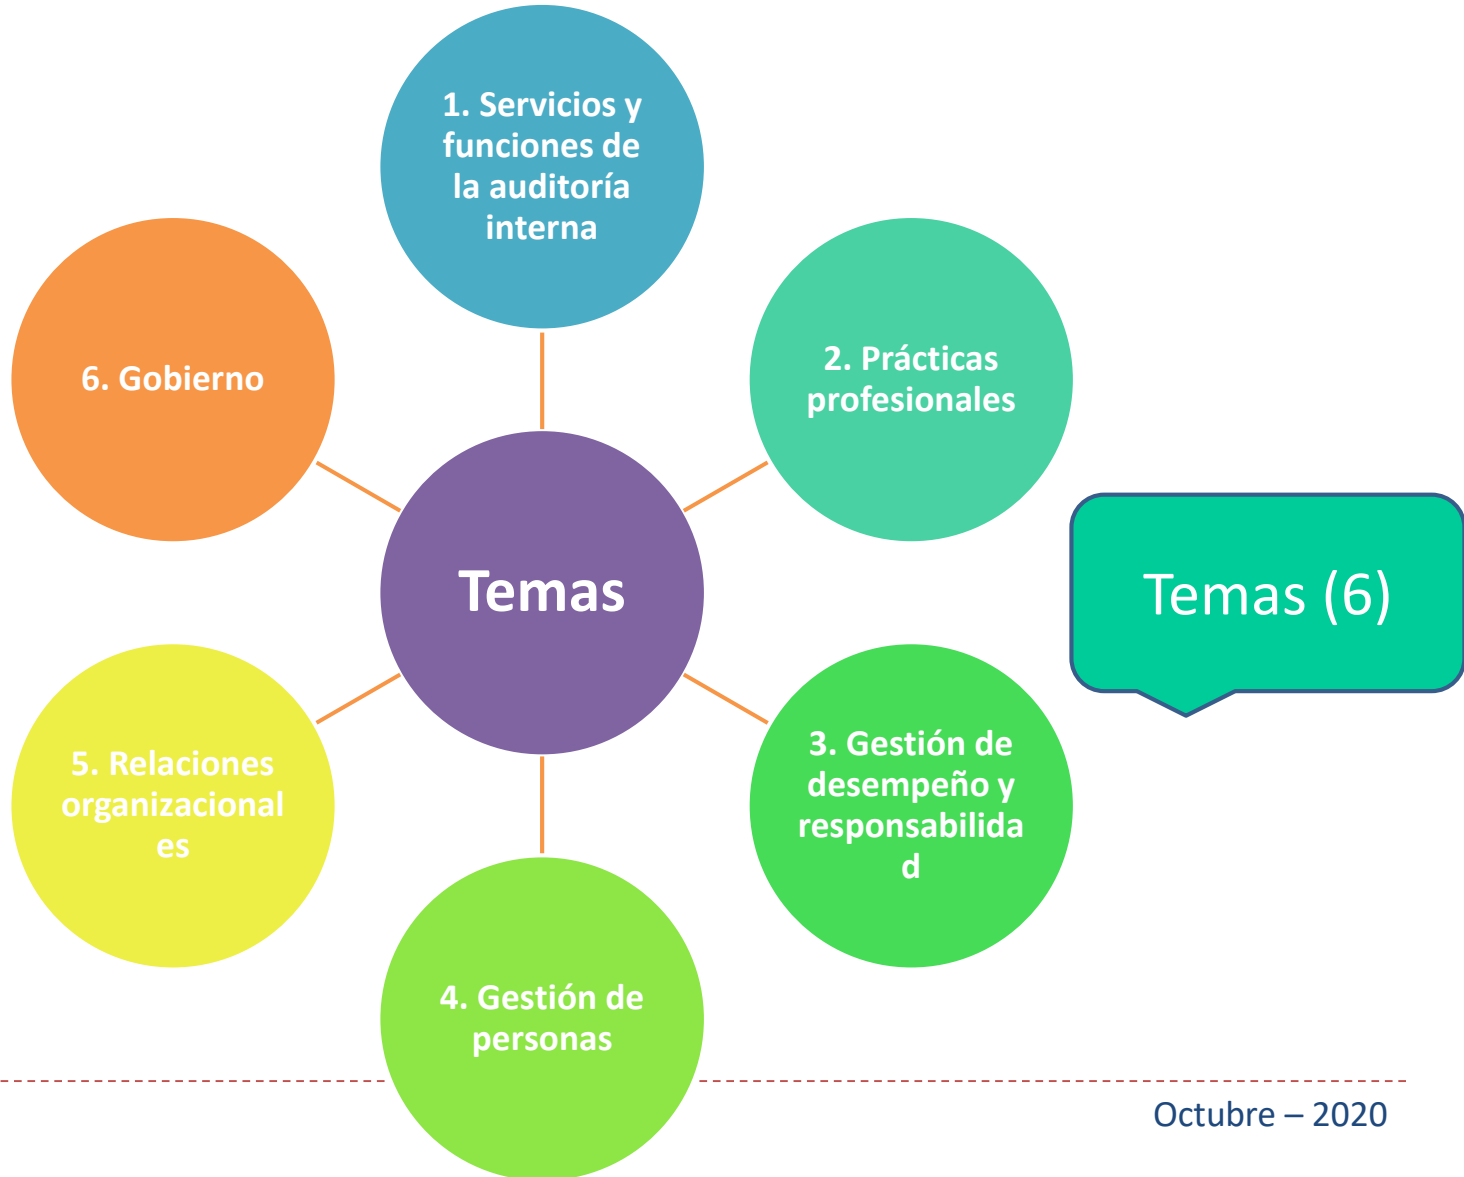 1. Servicios y
funciones de
la auditoría
interna
2. Prácticas
profesionales
3. Gestión de
desempeño y
responsabilida
d
4. Gestión de
personas
5. Relaciones
organizacional
es
6. Gobierno
Temas
Temas (6)
Octubre – 2020